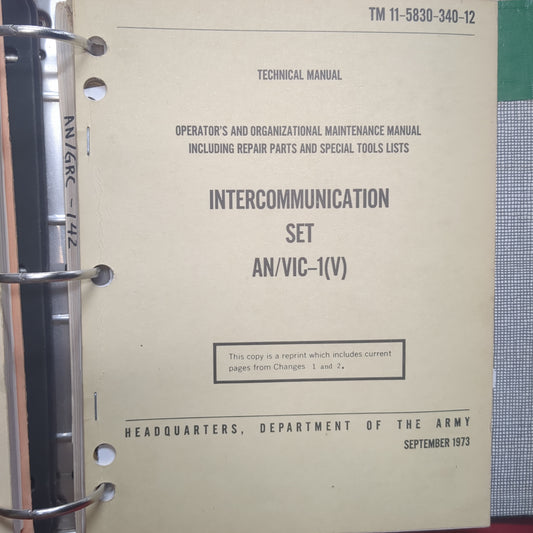 TM 11-5830-340-12
TECHNICAL MANUAL
OPERATOR'S AND ORGANIZATIONAL MAINTENANCE MANUAL
INCLUDING REPAIR PARTS AND SPECIAL TOOLS LISTS
INTERCOMMUNICATION
SET
AN/VIC-1(V)
This copy is a reprint which includes current
pages from Changes 1 and 2.
HEADQUARTERS, DEPARTMENT OF THE ARMY
SEPTEMBER 1973
AN/GRC-142